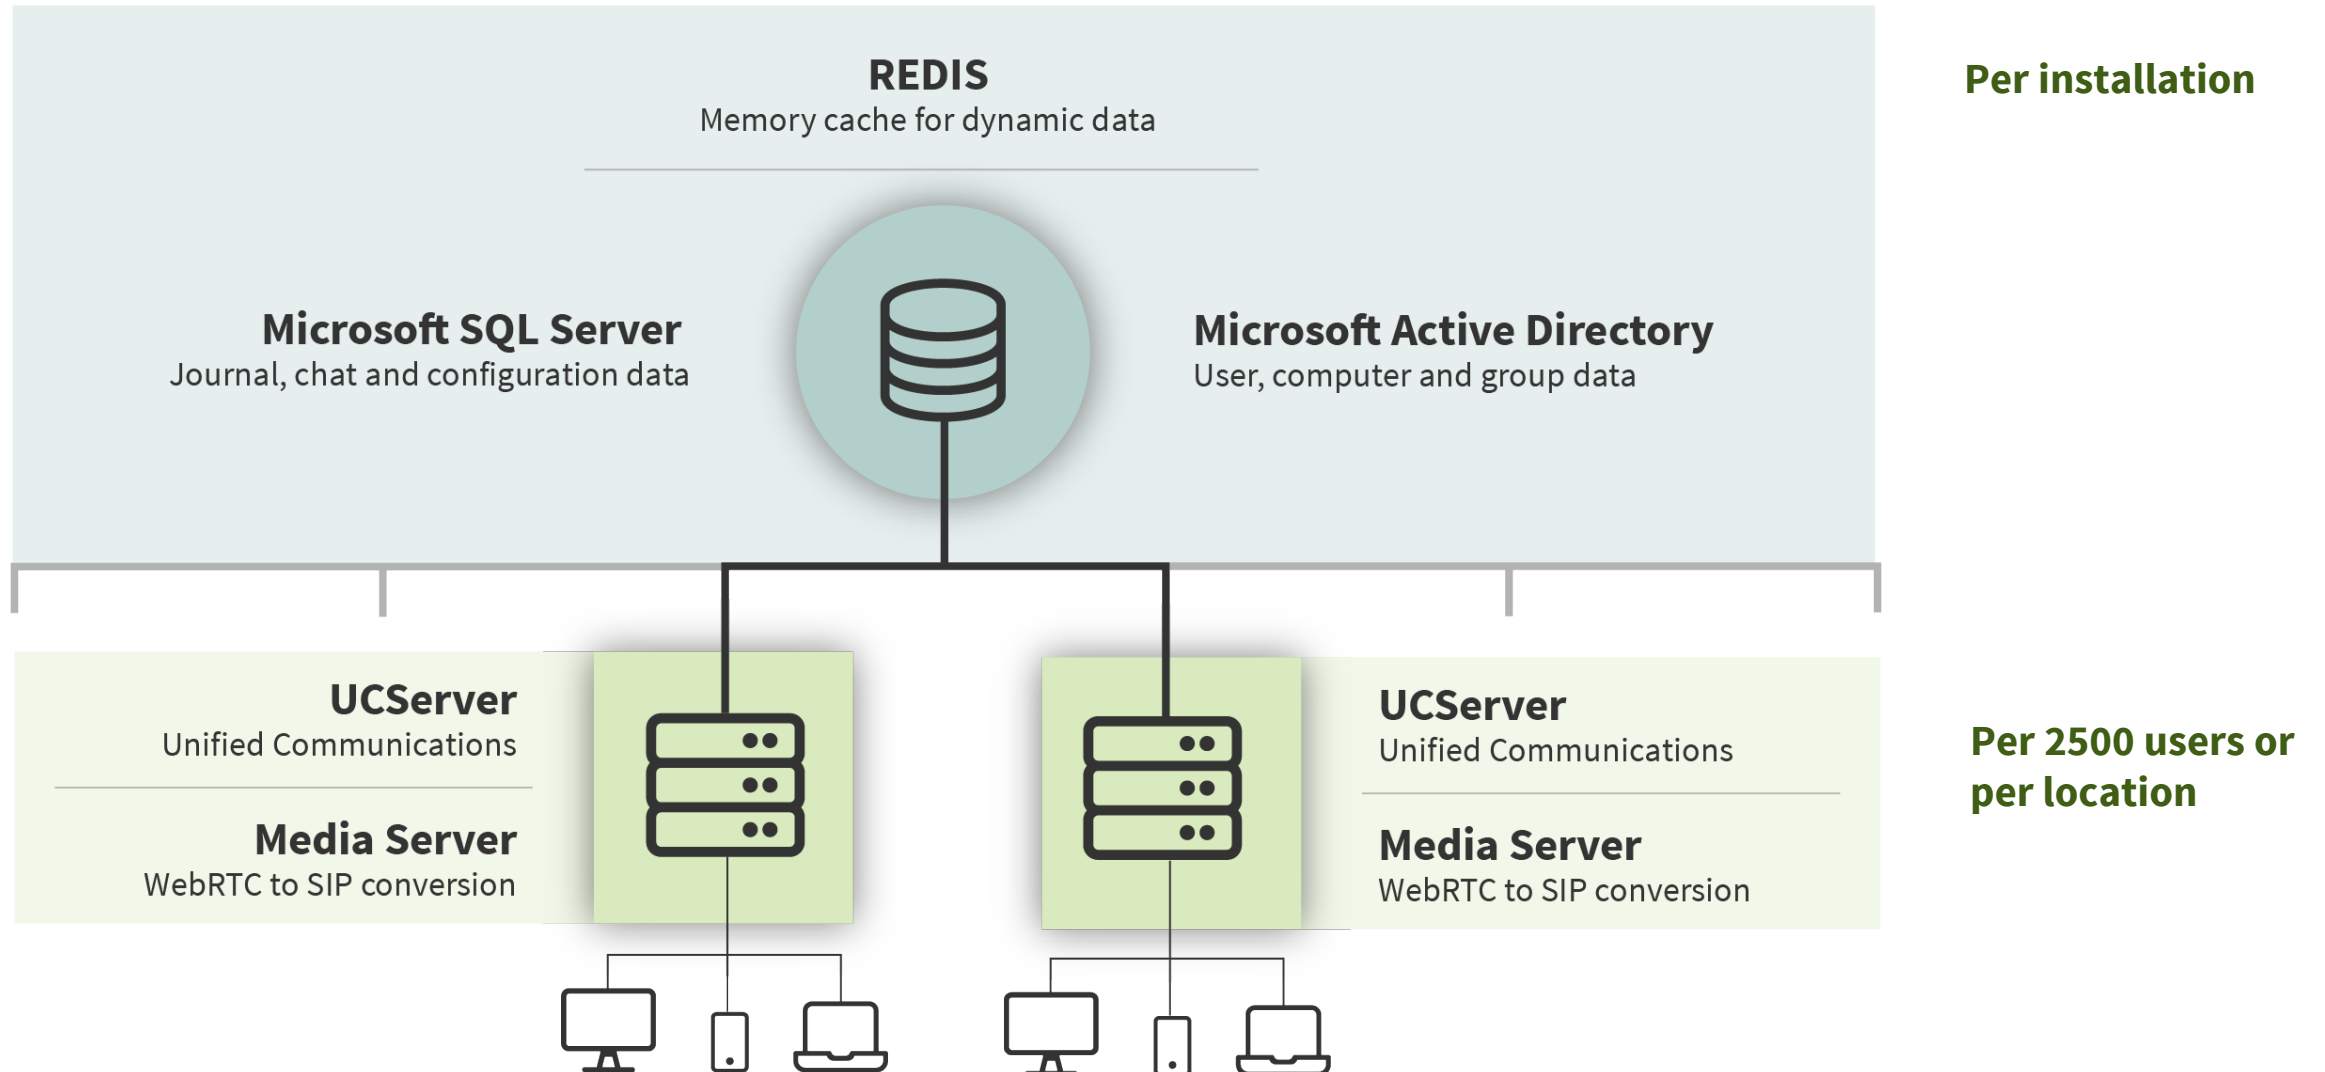 REDIS
Memory cache for dynamic data
Per installation
Microsoft SQL Server
Journal, chat and configuration data
Microsoft Active Directory
User, computer and group data
UCServer
Unified Communications
Media Server
WebRTC to SIP conversion
UCServer
Unified Communications
Media Server
WebRTC to SIP conversion
Per 2500 users or
per location